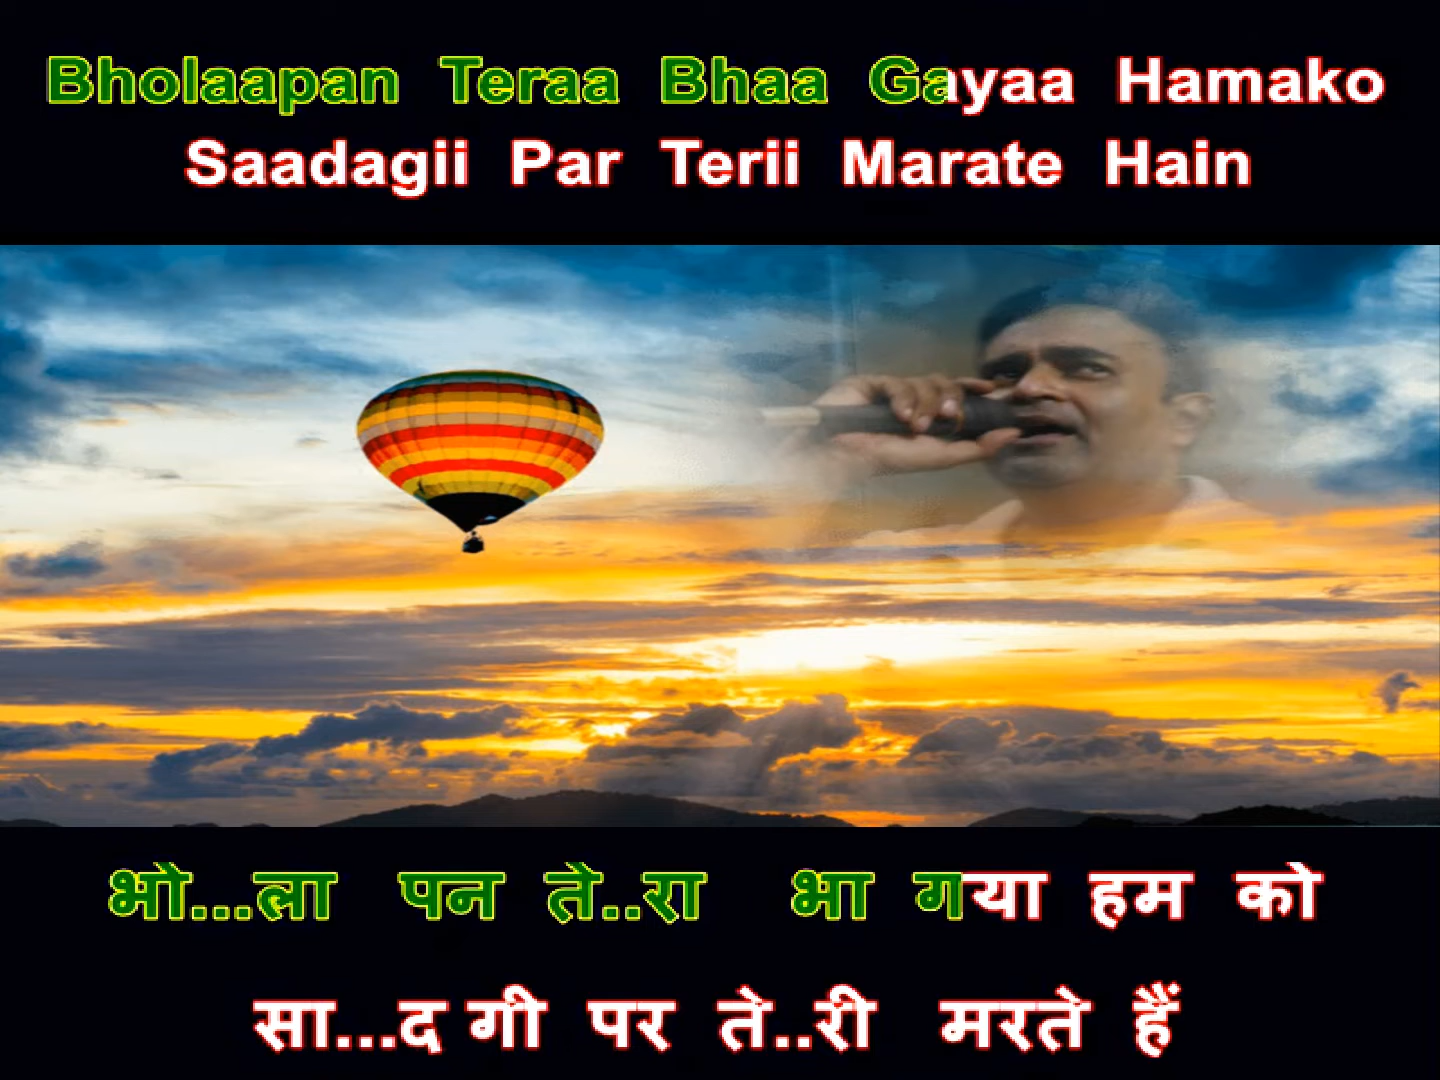 Bholaapan Teraa Bhaa Gayaa Hamako
Saadagii Par Terii Marate Hain
भो...ला पन ते..रा भा गया हम को
सा...द गी पर ते..री मरते हैं